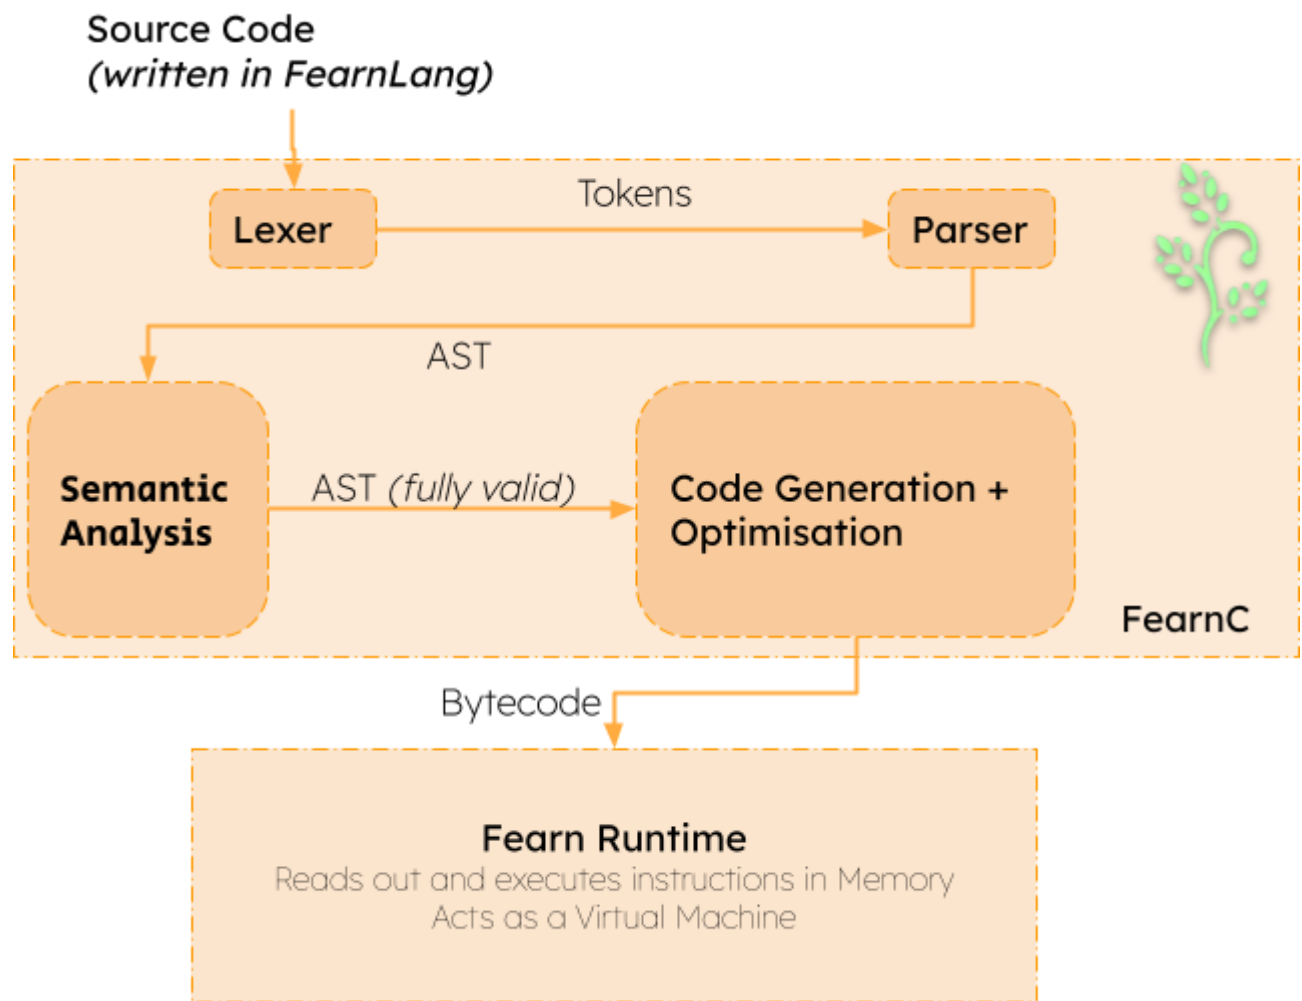 Source Code
(written in FearnLang)
Lexer
Tokens
Parser
AST
Semantic
Analysis
AST (fully valid)
Code Generation +
Optimisation
FearnC
Bytecode
Fearn Runtime
Reads out and executes instructions in Memory
Acts as a Virtual Machine